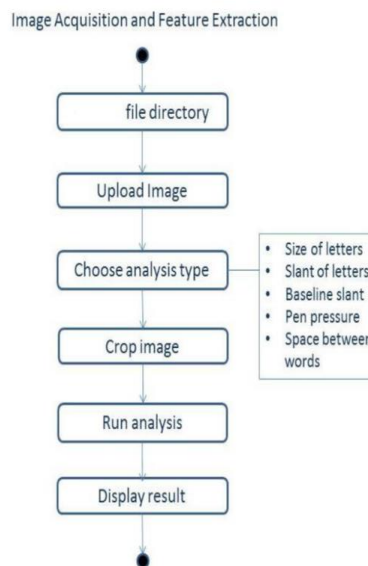 Image Acquisition and Feature Extraction
file directory
Upload Image
Choose analysis type
• Size of letters
• Slant of letters
• Baseline slant
• Pen pressure
• Space between
words
Crop image
Run analysis
Display result